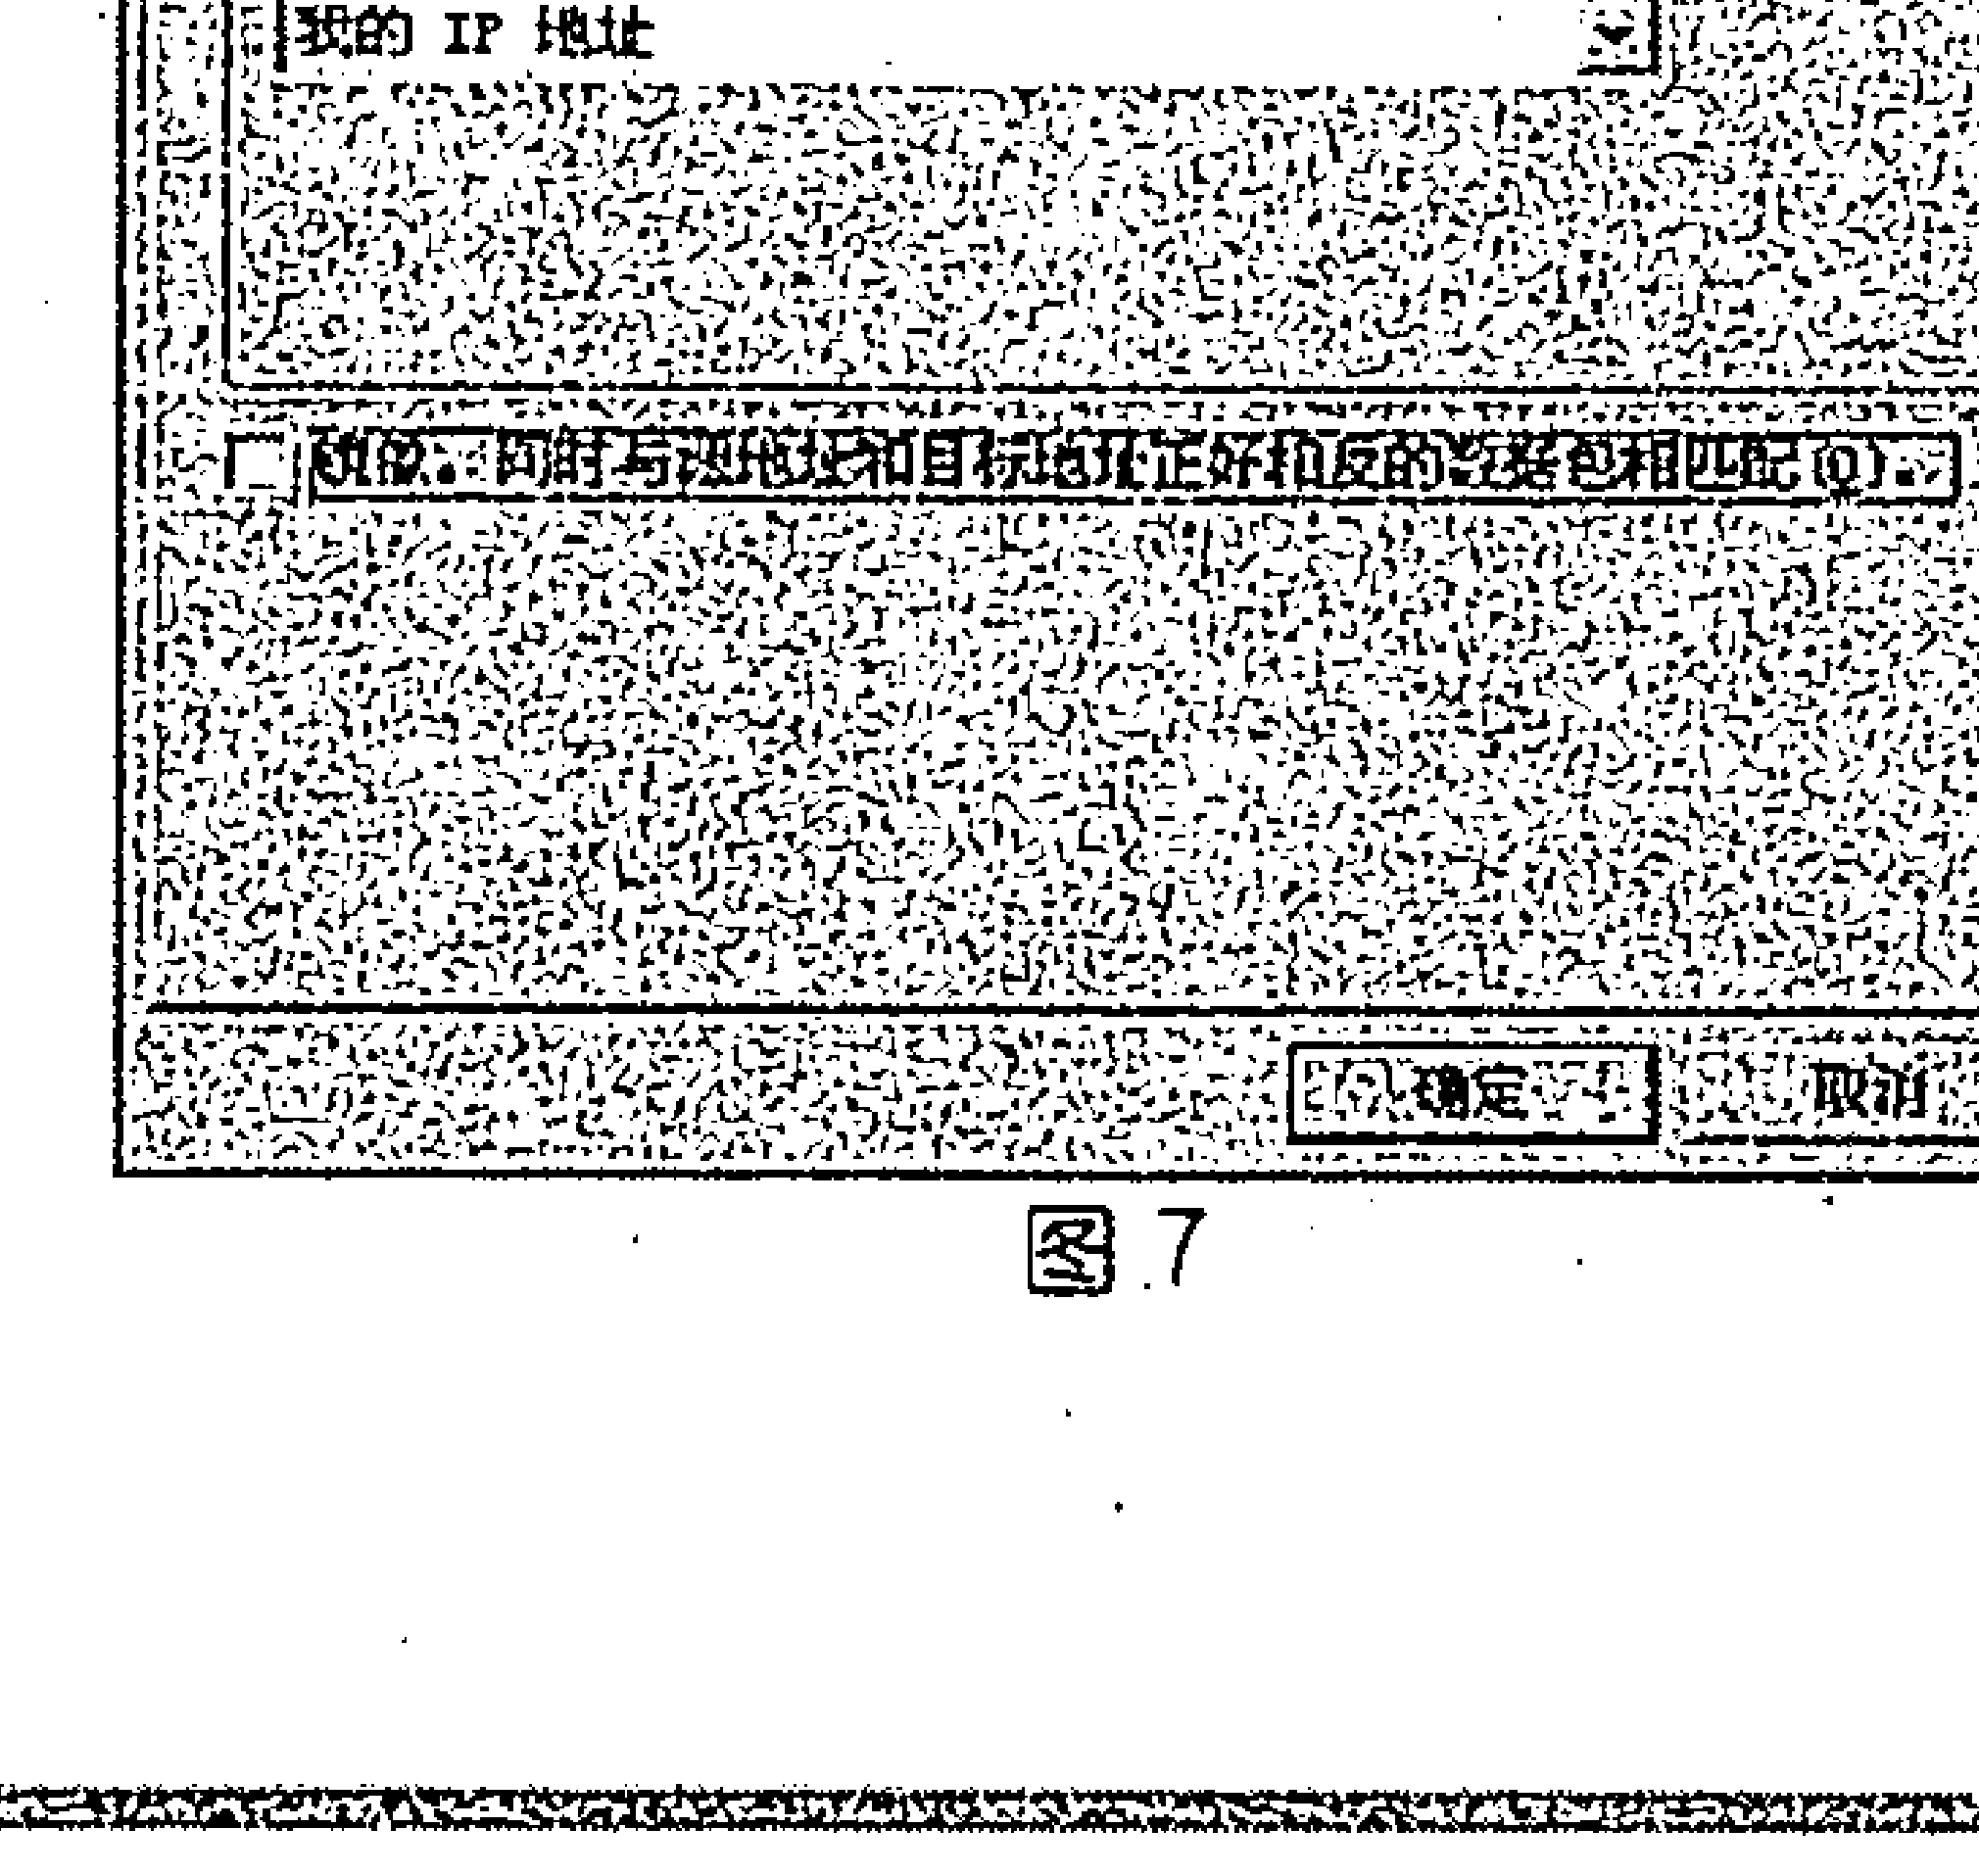 我的 IP 地址
镜像. 同时与源地址和目标地址正好相反的数据包相匹配(O).
确定 取消
图 7